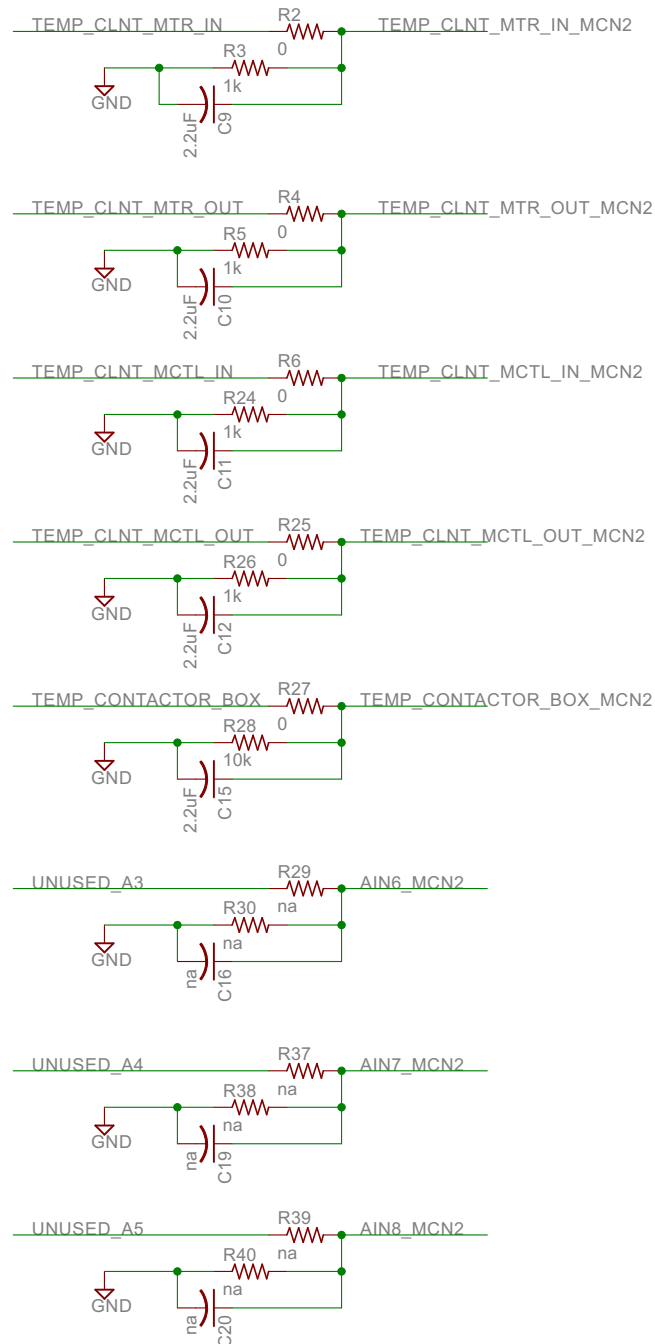 TEMP_CLNT_MTR_IN R2 TEMP_CLNT_MTR_IN_MCN2
0
R3
1k
GND
2.2uF
C9
TEMP_CLNT_MTR_OUT R4 TEMP_CLNT_MTR_OUT_MCN2
0
R5
1k
GND
2.2uF
C10
TEMP_CLNT_MCTL_IN R6 TEMP_CLNT_MCTL_IN_MCN2
0
R24
1k
GND
2.2uF
C11
TEMP_CLNT_MCTL_OUT R25 TEMP_CLNT_MCTL_OUT_MCN2
0
R26
1k
GND
2.2uF
C12
TEMP_CONTACTOR_BOX R27 TEMP_CONTACTOR_BOX_MCN2
0
R28
10k
GND
2.2uF
C15
UNUSED_A3 R29 AIN6_MCN2
na
R30
na
GND
na
C16
UNUSED_A4 R37 AIN7_MCN2
na
R38
na
GND
na
C19
UNUSED_A5 R39 AIN8_MCN2
na
R40
na
GND
na
C20